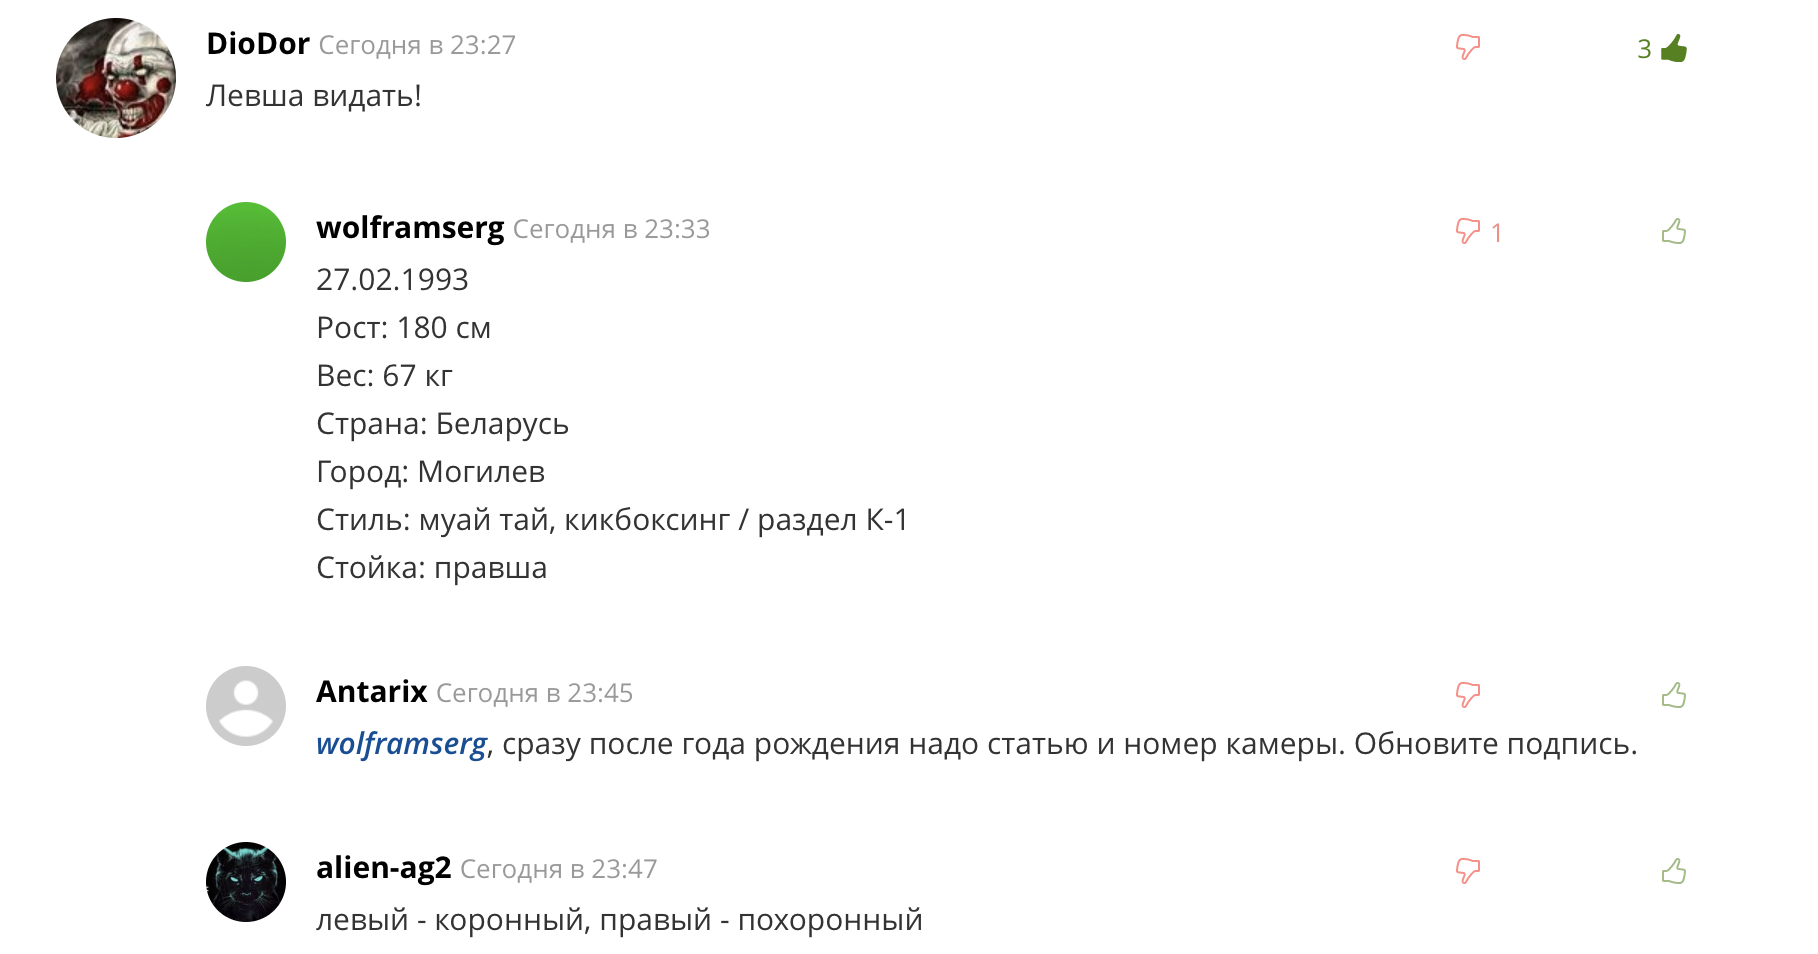 DioDor Сегодня в 23:27
3
Левша видать!
wolframserg Сегодня в 23:33
1
27.02.1993
Рост: 180 см
Вес: 67 кг
Страна: Беларусь
Город: Могилев
Стиль: муай тай, кикбоксинг / раздел К-1
Стойка: правша
Antarix Сегодня в 23:45
wolframserg, сразу после года рождения надо статью и номер камеры. Обновите подпись.
alien-ag2 Сегодня в 23:47
левый - коронный, правый - похоронный